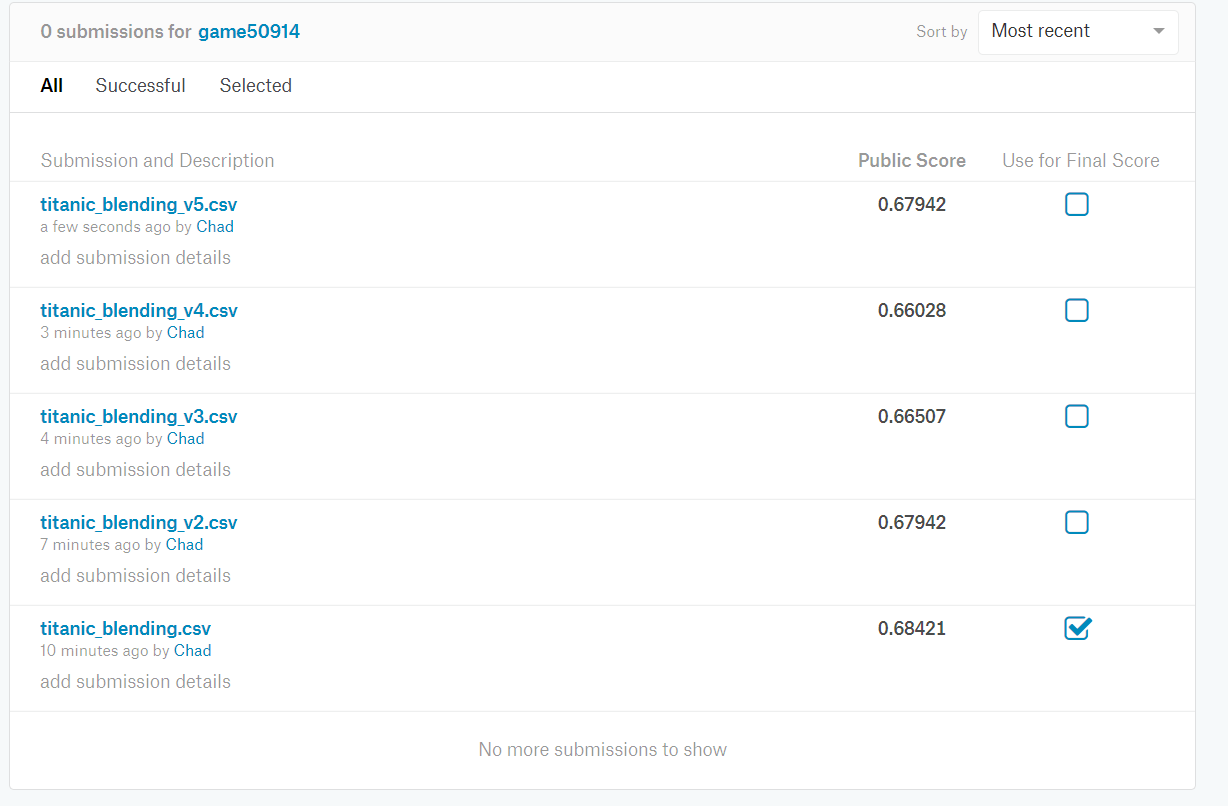 0 submissions for game50914
Sort by Most recent
All Successful Selected
Submission and Description Public Score Use for Final Score
titanic_blending_v5.csv 0.67942
a few seconds ago by Chad
add submission details
titanic_blending_v4.csv 0.66028
3 minutes ago by Chad
add submission details
titanic_blending_v3.csv 0.66507
4 minutes ago by Chad
add submission details
titanic_blending_v2.csv 0.67942
7 minutes ago by Chad
add submission details
titanic_blending.csv 0.68421
10 minutes ago by Chad
add submission details
No more submissions to show